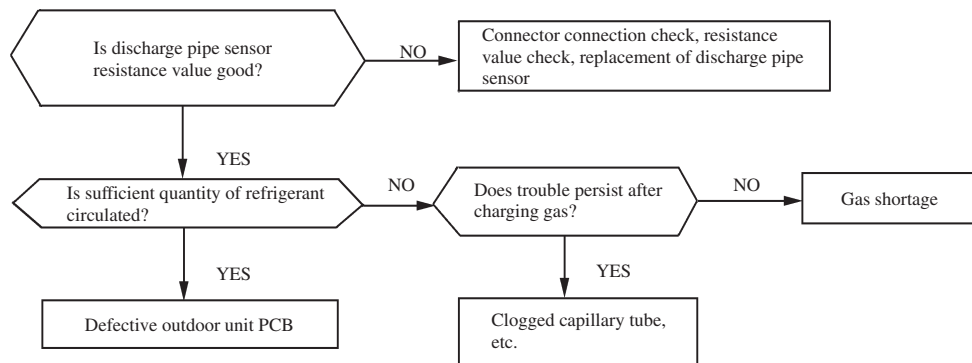 Is discharge pipe sensor
resistance value good?
NO
Connector connection check, resistance
value check, replacement of discharge pipe
sensor
YES
Is sufficient quantity of refrigerant
circulated?
NO
Does trouble persist after
charging gas?
NO
Gas shortage
YES
YES
Defective outdoor unit PCB
Clogged capillary tube,
etc.